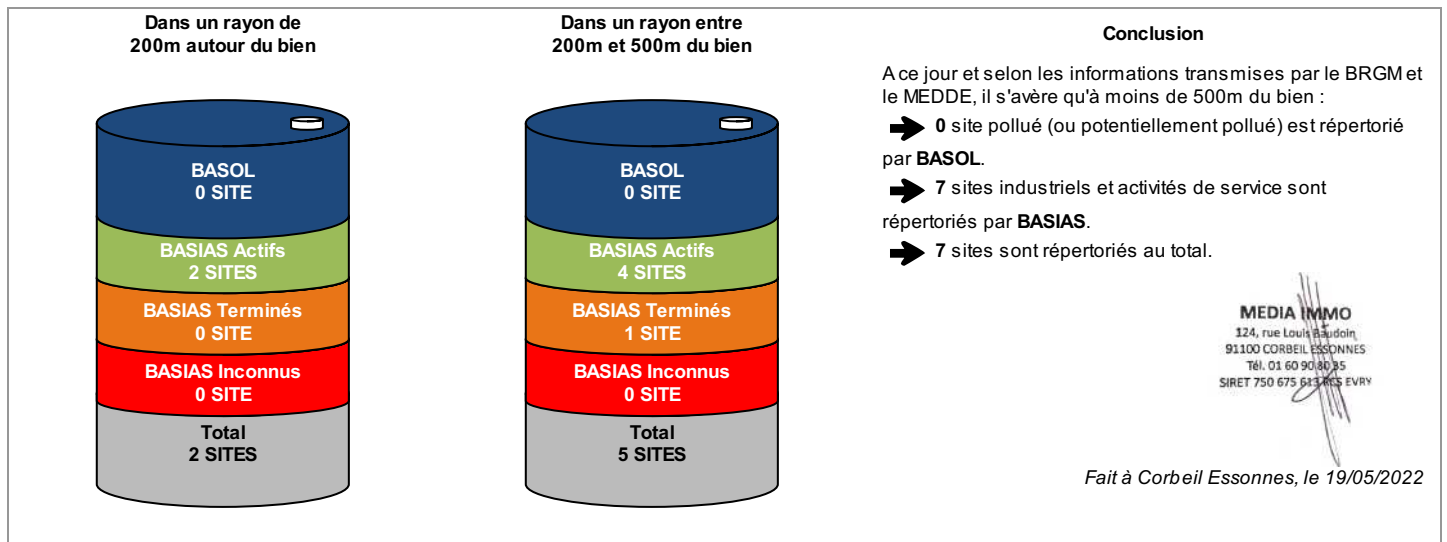 Dans un rayon de
200m autour du bien
BASOL
0 SITE
BASIAS Actifs
2 SITES
BASIAS Terminés
0 SITE
BASIAS Inconnus
0 SITE
Total
2 SITES
Dans un rayon entre
200m et 500m du bien
BASOL
0 SITE
BASIAS Actifs
4 SITES
BASIAS Terminés
1 SITE
BASIAS Inconnus
0 SITE
Total
5 SITES
Conclusion
A ce jour et selon les informations transmises par le BRGM et
le MEDDE, il s'avère qu'à moins de 500m du bien :
0 site pollué (ou potentiellement pollué) est répertorié
par BASOL.
7 sites industriels et activités de service sont
répertoriés par BASIAS.
7 sites sont répertoriés au total.
MEDIA IMMO
124, rue Louis Baudoin
91100 CORBEIL ESSONNES
Tél. 01 60 90 80 85
SIRET 750 675 613 RCS EVRY
Fait à Corbeil Essonnes, le 19/05/2022